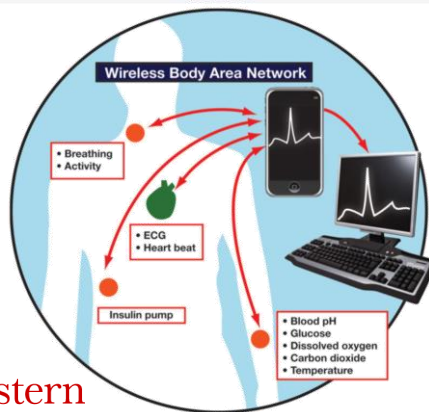 Wireless Body Area Network
• Breathing
• Activity
• ECG
• Heart beat
Insulin pump
• Blood pH
• Glucose
• Dissolved oxygen
• Carbon dioxide
• Temperature
stern